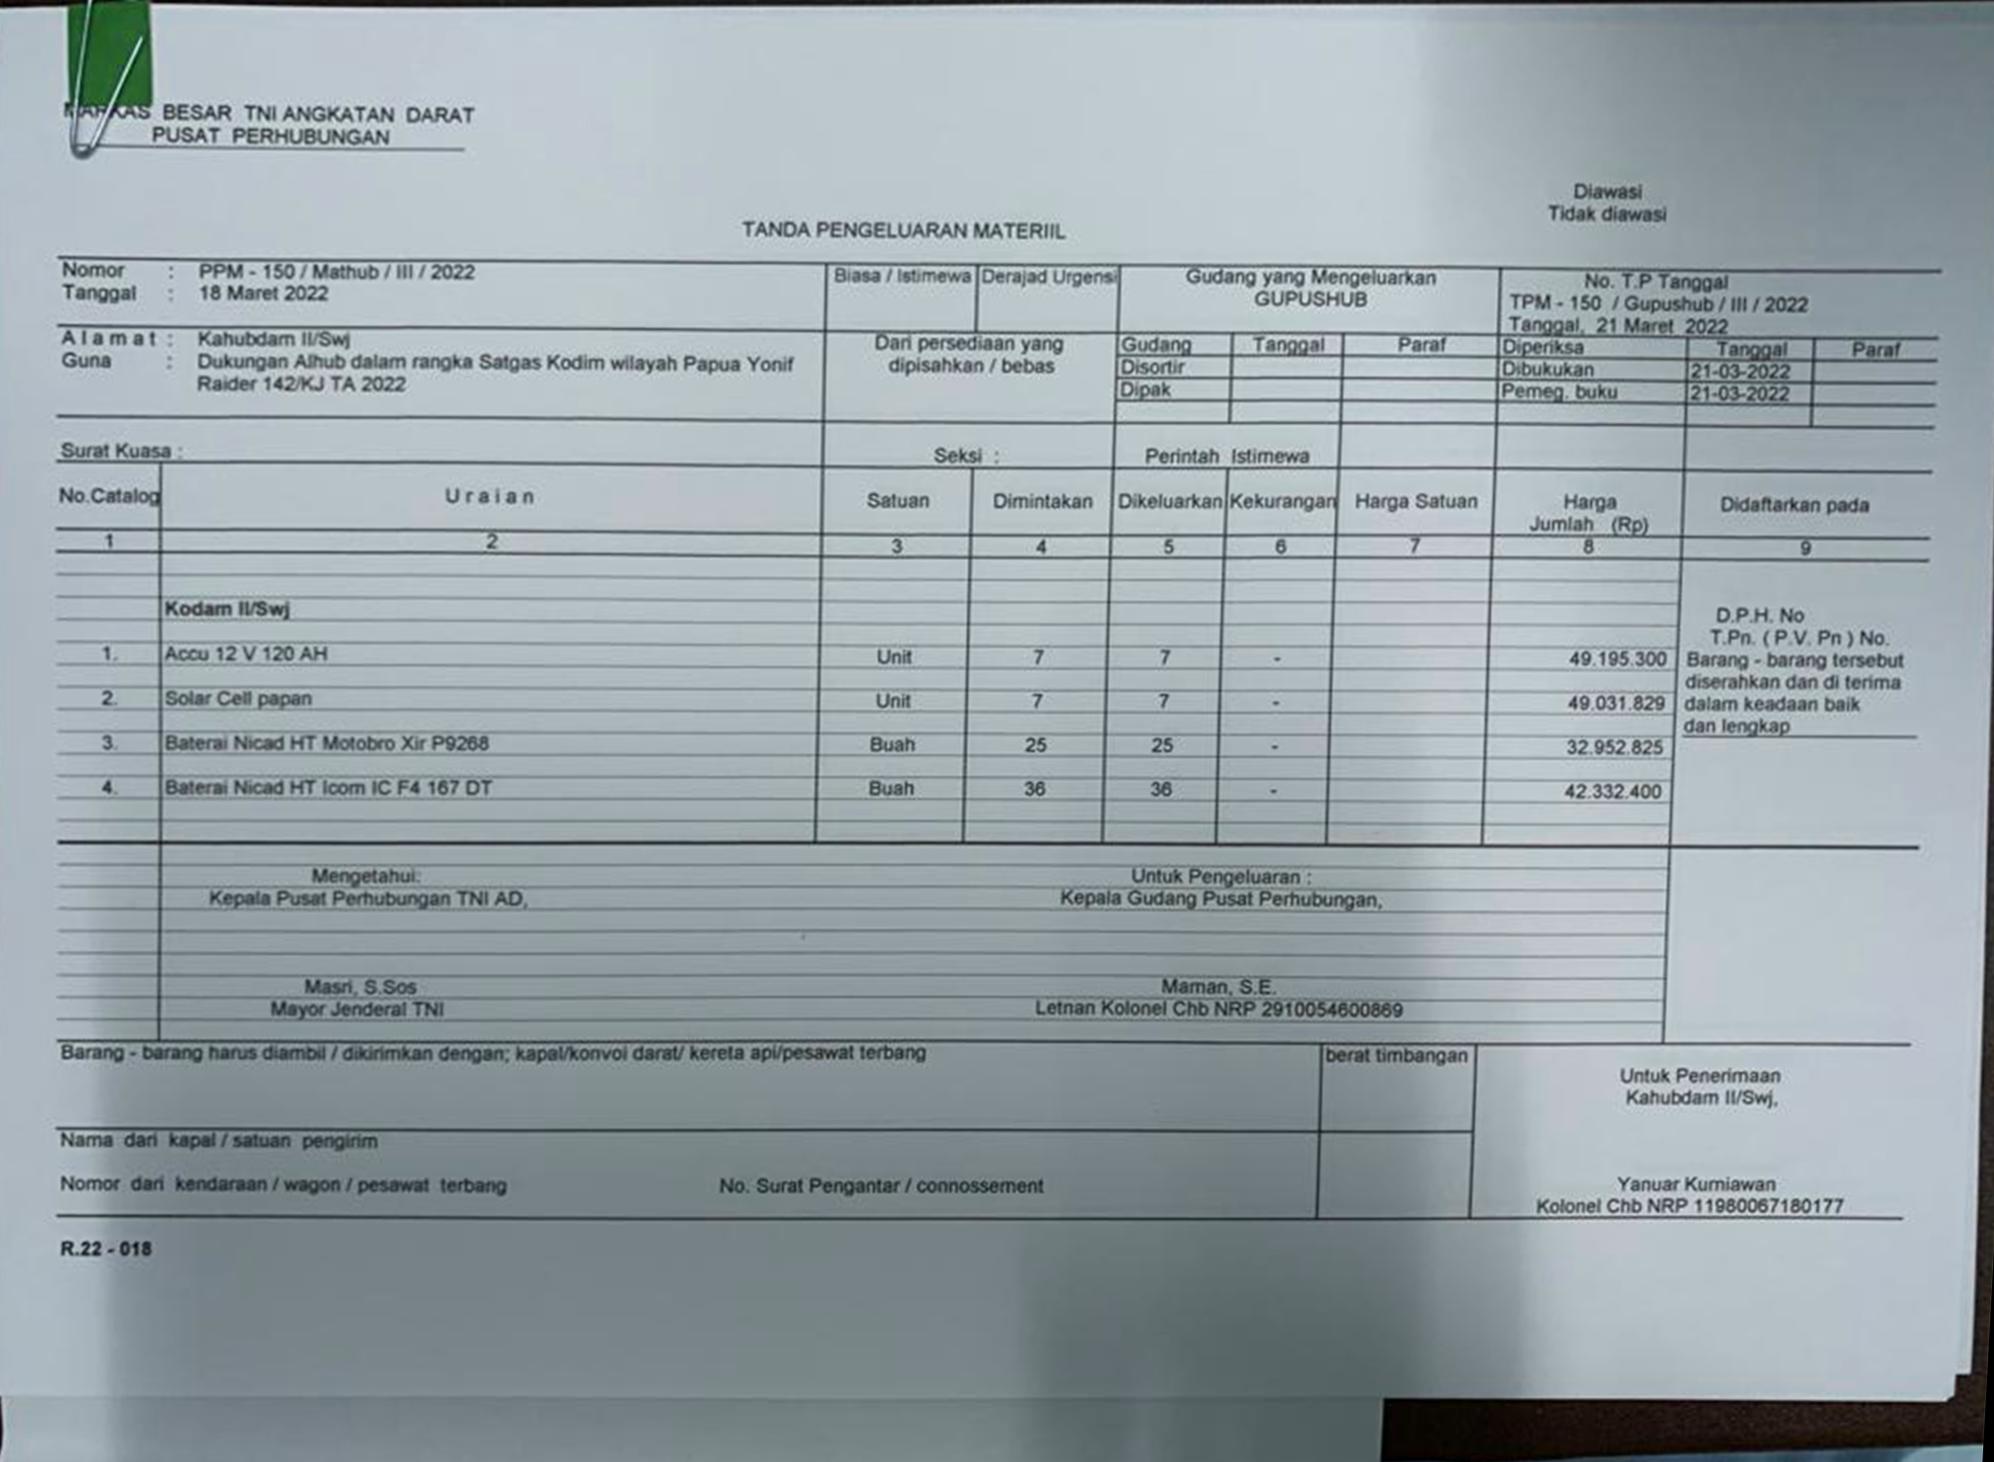 MARKAS BESAR TNI ANGKATAN DARAT
PUSAT PERHUBUNGAN
Diawasi
Tidak diawasi
TANDA PENGELUARAN MATERIIL
Nomor : PPM - 150 / Mathub / III / 2022
Tanggal : 18 Maret 2022
Biasa / Istimewa Derajad Urgensi
Gudang yang Mengeluarkan
GUPUSHUB
No. T.P Tanggal
TPM - 150 / Gupushub / III / 2022
Tanggal, 21 Maret 2022
Alamat : Kahubdam II/Swj
Guna : Dukungan Alhub dalam rangka Satgas Kodim wilayah Papua Yonif
Raider 142/KJ TA 2022
Dari persediaan yang
dipisahkan / bebas
Gudang Tanggal Paraf
Disortir
Dipak
Diperiksa Tanggal Paraf
Dibukukan 21-03-2022
Pemeg. buku 21-03-2022
Surat Kuasa : Seksi : Perintah Istimewa
No.Catalog Uraian Satuan Dimintakan Dikeluarkan Kekurangan Harga Satuan Harga Didaftarkan pada
Jumlah (Rp)
1 2 3 4 5 6 7 8 9
Kodam II/Swj
1. Accu 12 V 120 AH Unit 7 7 - 49.195.300
2. Solar Cell papan Unit 7 7 - 49.031.829
3. Baterai Nicad HT Motobro Xir P9268 Buah 25 25 - 32.952.825
4. Baterai Nicad HT Icom IC F4 167 DT Buah 36 36 - 42.332.400
D.P.H. No
T.Pn. ( P.V. Pn ) No.
Barang - barang tersebut
diserahkan dan di terima
dalam keadaan baik
dan lengkap
Mengetahui:
Kepala Pusat Perhubungan TNI AD,
Masri, S.Sos
Mayor Jenderal TNI
Untuk Pengeluaran :
Kepala Gudang Pusat Perhubungan,
Maman, S.E.
Letnan Kolonel Chb NRP 2910054600869
Barang - barang harus diambil / dikirimkan dengan; kapal/konvoi darat/ kereta api/pesawat terbang
berat timbangan
Untuk Penerimaan
Kahubdam II/Swj,
Nama dari kapal / satuan pengirim
Nomor dari kendaraan / wagon / pesawat terbang No. Surat Pengantar / connossement
Yanuar Kurniawan
Kolonel Chb NRP 11980067180177
R.22 - 018